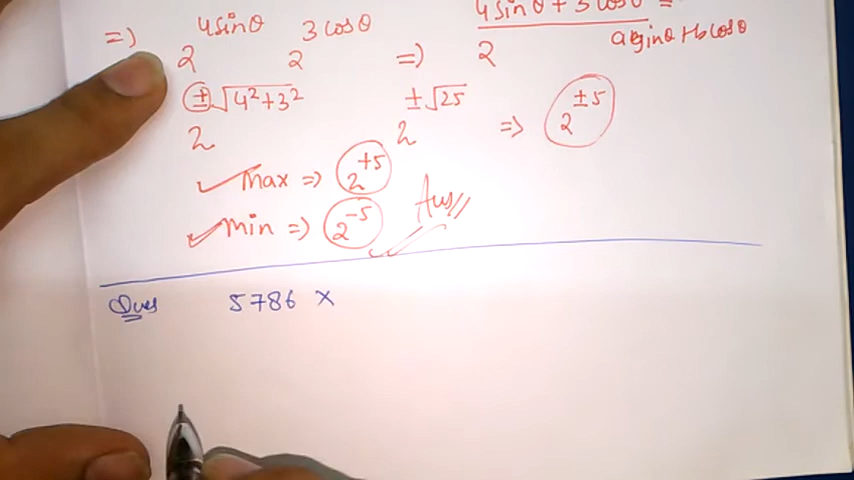 =) 2^4sinθ 2^3cosθ =) 2^4sinθ+3cosθ =
asinθ+bcosθ
2^±√4²+3² 2^±√25 => 2^±5
Max => 2^+5
Min => 2^-5 Ans
Ques 5786 ×